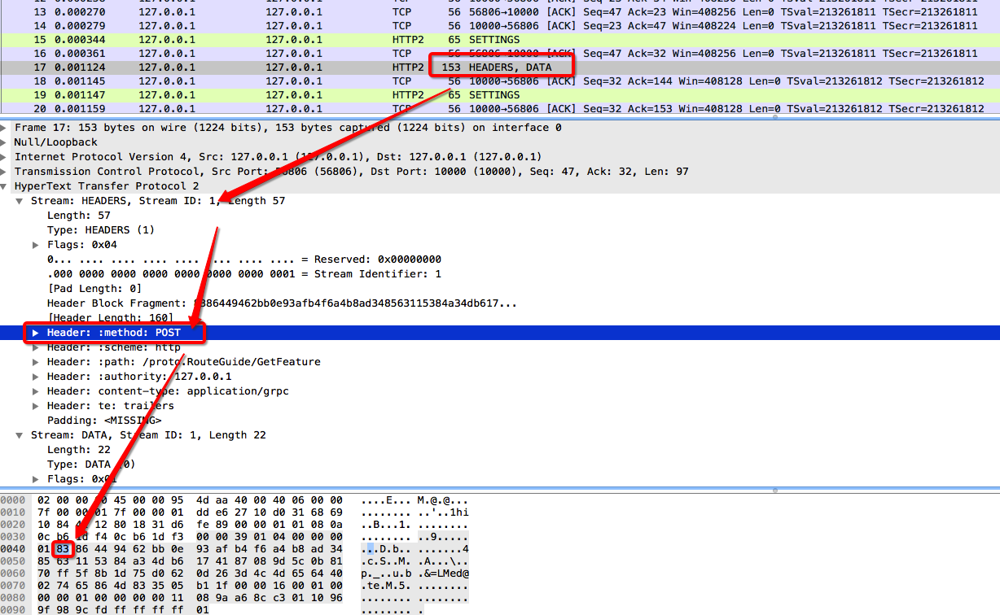 13 0.000270 127.0.0.1 127.0.0.1 TCP 56 56806→10000 [ACK] Seq=47 Ack=23 Win=408256 Len=0 TSval=213261811 TSecr=213261811
14 0.000279 127.0.0.1 127.0.0.1 TCP 56 10000→56806 [ACK] Seq=23 Ack=47 Win=408224 Len=0 TSval=213261811 TSecr=213261811
15 0.000344 127.0.0.1 127.0.0.1 HTTP2 65 SETTINGS
16 0.000361 127.0.0.1 127.0.0.1 TCP 56 56806→10000 [ACK] Seq=47 Ack=32 Win=408256 Len=0 TSval=213261811 TSecr=213261811
17 0.001124 127.0.0.1 127.0.0.1 HTTP2 153 HEADERS, DATA
18 0.001145 127.0.0.1 127.0.0.1 TCP 56 10000→56806 [ACK] Seq=32 Ack=144 Win=408128 Len=0 TSval=213261812 TSecr=213261812
19 0.001147 127.0.0.1 127.0.0.1 HTTP2 65 SETTINGS
20 0.001159 127.0.0.1 127.0.0.1 TCP 56 10000→56806 [ACK] Seq=32 Ack=153 Win=408128 Len=0 TSval=213261812 TSecr=213261812
Frame 17: 153 bytes on wire (1224 bits), 153 bytes captured (1224 bits) on interface 0
Null/Loopback
Internet Protocol Version 4, Src: 127.0.0.1 (127.0.0.1), Dst: 127.0.0.1 (127.0.0.1)
Transmission Control Protocol, Src Port: 56806 (56806), Dst Port: 10000 (10000), Seq: 47, Ack: 32, Len: 97
HyperText Transfer Protocol 2
Stream: HEADERS, Stream ID: 1, Length 57
Length: 57
Type: HEADERS (1)
Flags: 0x04
0... .... .... .... .... .... .... .... = Reserved: 0x00000000
.000 0000 0000 0000 0000 0000 0000 0001 = Stream Identifier: 1
[Pad Length: 0]
Header Block Fragment: 8386449462bb0e93afb4f6a4b8ad348563115384a34db617...
[Header Length: 160]
Header: :method: POST
Header: :scheme: http
Header: :path: /proto.RouteGuide/GetFeature
Header: :authority: 127.0.0.1
Header: content-type: application/grpc
Header: te: trailers
Padding: <MISSING>
Stream: DATA, Stream ID: 1, Length 22
Length: 22
Type: DATA (0)
Flags: 0x01
0000 02 00 00 00 45 00 00 95 4d aa 40 00 40 06 00 00 ....E... M.@.@...
0010 7f 00 00 01 7f 00 00 01 dd e6 27 10 d0 31 68 69 ........ ..'..1hi
0020 10 84 42 12 80 18 31 d6 fe 89 00 00 01 01 08 0a ..B...1. ........
0030 0c b6 1d f4 0c b6 1d f3 00 00 39 01 04 00 00 00 ........ ..9.....
0040 01 83 86 44 94 62 bb 0e 93 af b4 f6 a4 b8 ad 34 ...D.b.. .......4
0050 85 63 11 53 84 a3 4d b6 17 41 87 08 9d 5c 0b 81 .c.S..M. .A...\..
0060 70 ff 5f 8b 1d 75 d0 62 0d 26 3d 4c 4d 65 64 40 p._..u.b .&=LMed@
0070 02 74 65 86 4d 83 35 05 b1 1f 00 00 16 00 01 00 .te.M.5. ........
0080 00 00 01 00 00 00 00 11 08 9a a6 8c c3 01 10 96 ........ ........
0090 9f 98 9c fd ff ff ff ff 01 ........ .